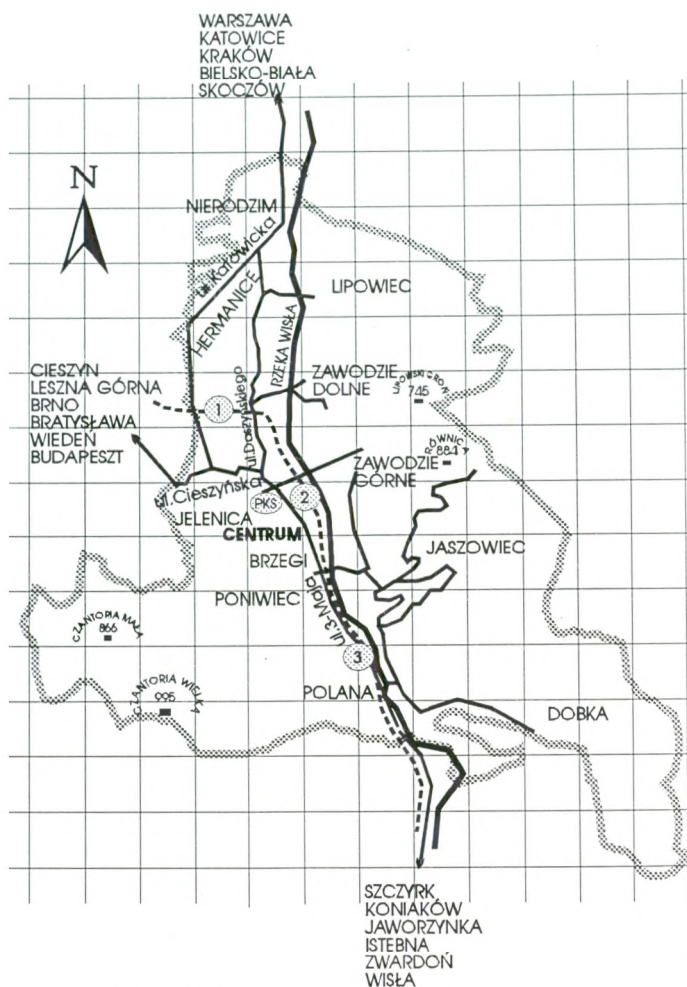 WARSZAWA
KATOWICE
KRAKÓW
BIELSKO-BIAŁA
SKOCZÓW
N
NIERODZIM
ul.Katowicka
HERMANICE
LIPOWIEC
RZEKA WISŁA
CIESZYN
LESZNA GÓRNA
BRNO
BRATYSŁAWA
WIEDEŃ
BUDAPESZT
1
ul.Daszyńskiego
ZAWODZIE
DOLNE
LIPOWSKI GROŃ
745
RÓWNICA
884
ZAWODZIE
GÓRNE
ul.Cieszyńska
PKS
2
JELENICA
CENTRUM
JASZOWIEC
BRZEGI
PONIWIEC
ul.3-Maja
CZANTORIA MAŁA
866
3
CZANTORIA WIELKA
995
POLANA
DOBKA
SZCZYRK
KONIAKÓW
JAWORZYNKA
ISTEBNA
ZWARDOŃ
WISŁA